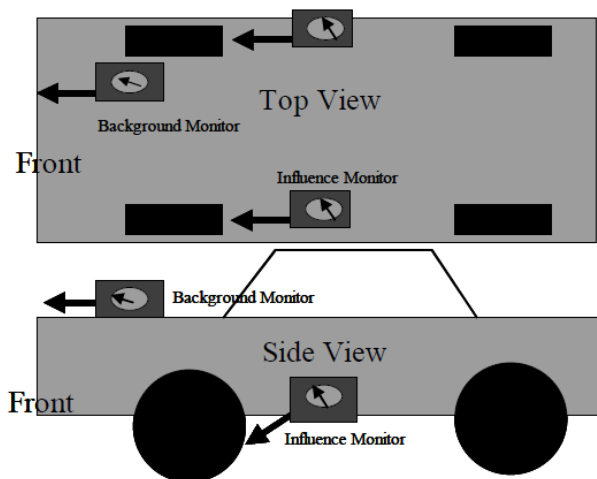 Top View
Background Monitor
Front
Influence Monitor
Background Monitor
Side View
Front
Influence Monitor